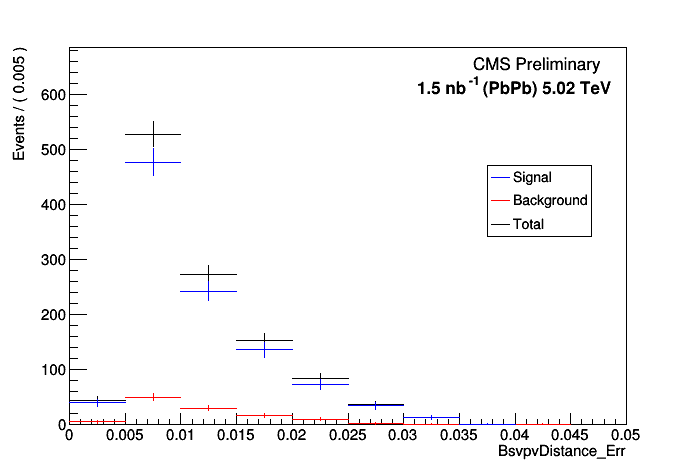 CMS Preliminary
1.5 nb-1 (PbPb) 5.02 TeV
Events / ( 0.005 )
600
500
400
300
200
100
0
Signal
Background
Total
0 0.005 0.01 0.015 0.02 0.025 0.03 0.035 0.04 0.045 0.05
BsvpvDistance_Err